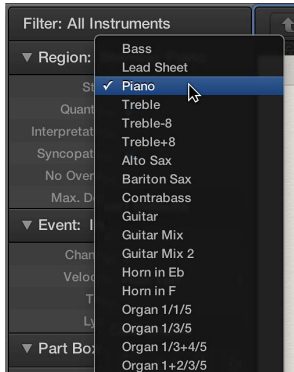 Filter: All Instruments
Region:
Bass
Lead Sheet
✓ Piano
Treble
Treble-8
Treble+8
Alto Sax
Bariton Sax
Contrabass
Guitar
Guitar Mix
Guitar Mix 2
Horn in Eb
Horn in F
Organ 1/1/5
Organ 1/3/5
Organ 1/3+4/5
Organ 1+2/3/5
St
Quant
Interpretat
Syncopat
No Over
Max. D
Event: I
Chan
Veloc
T
Ly
Part Bo